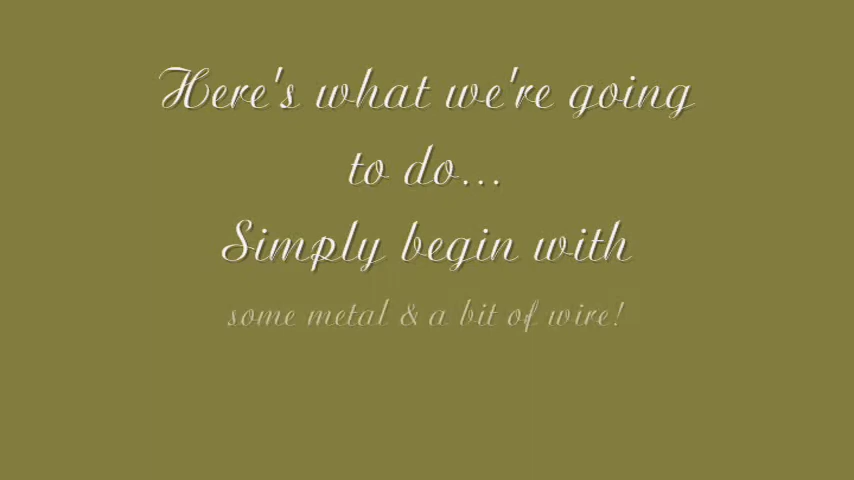 Here's what we're going
to do...
Simply begin with
some metal & a bit of wire!